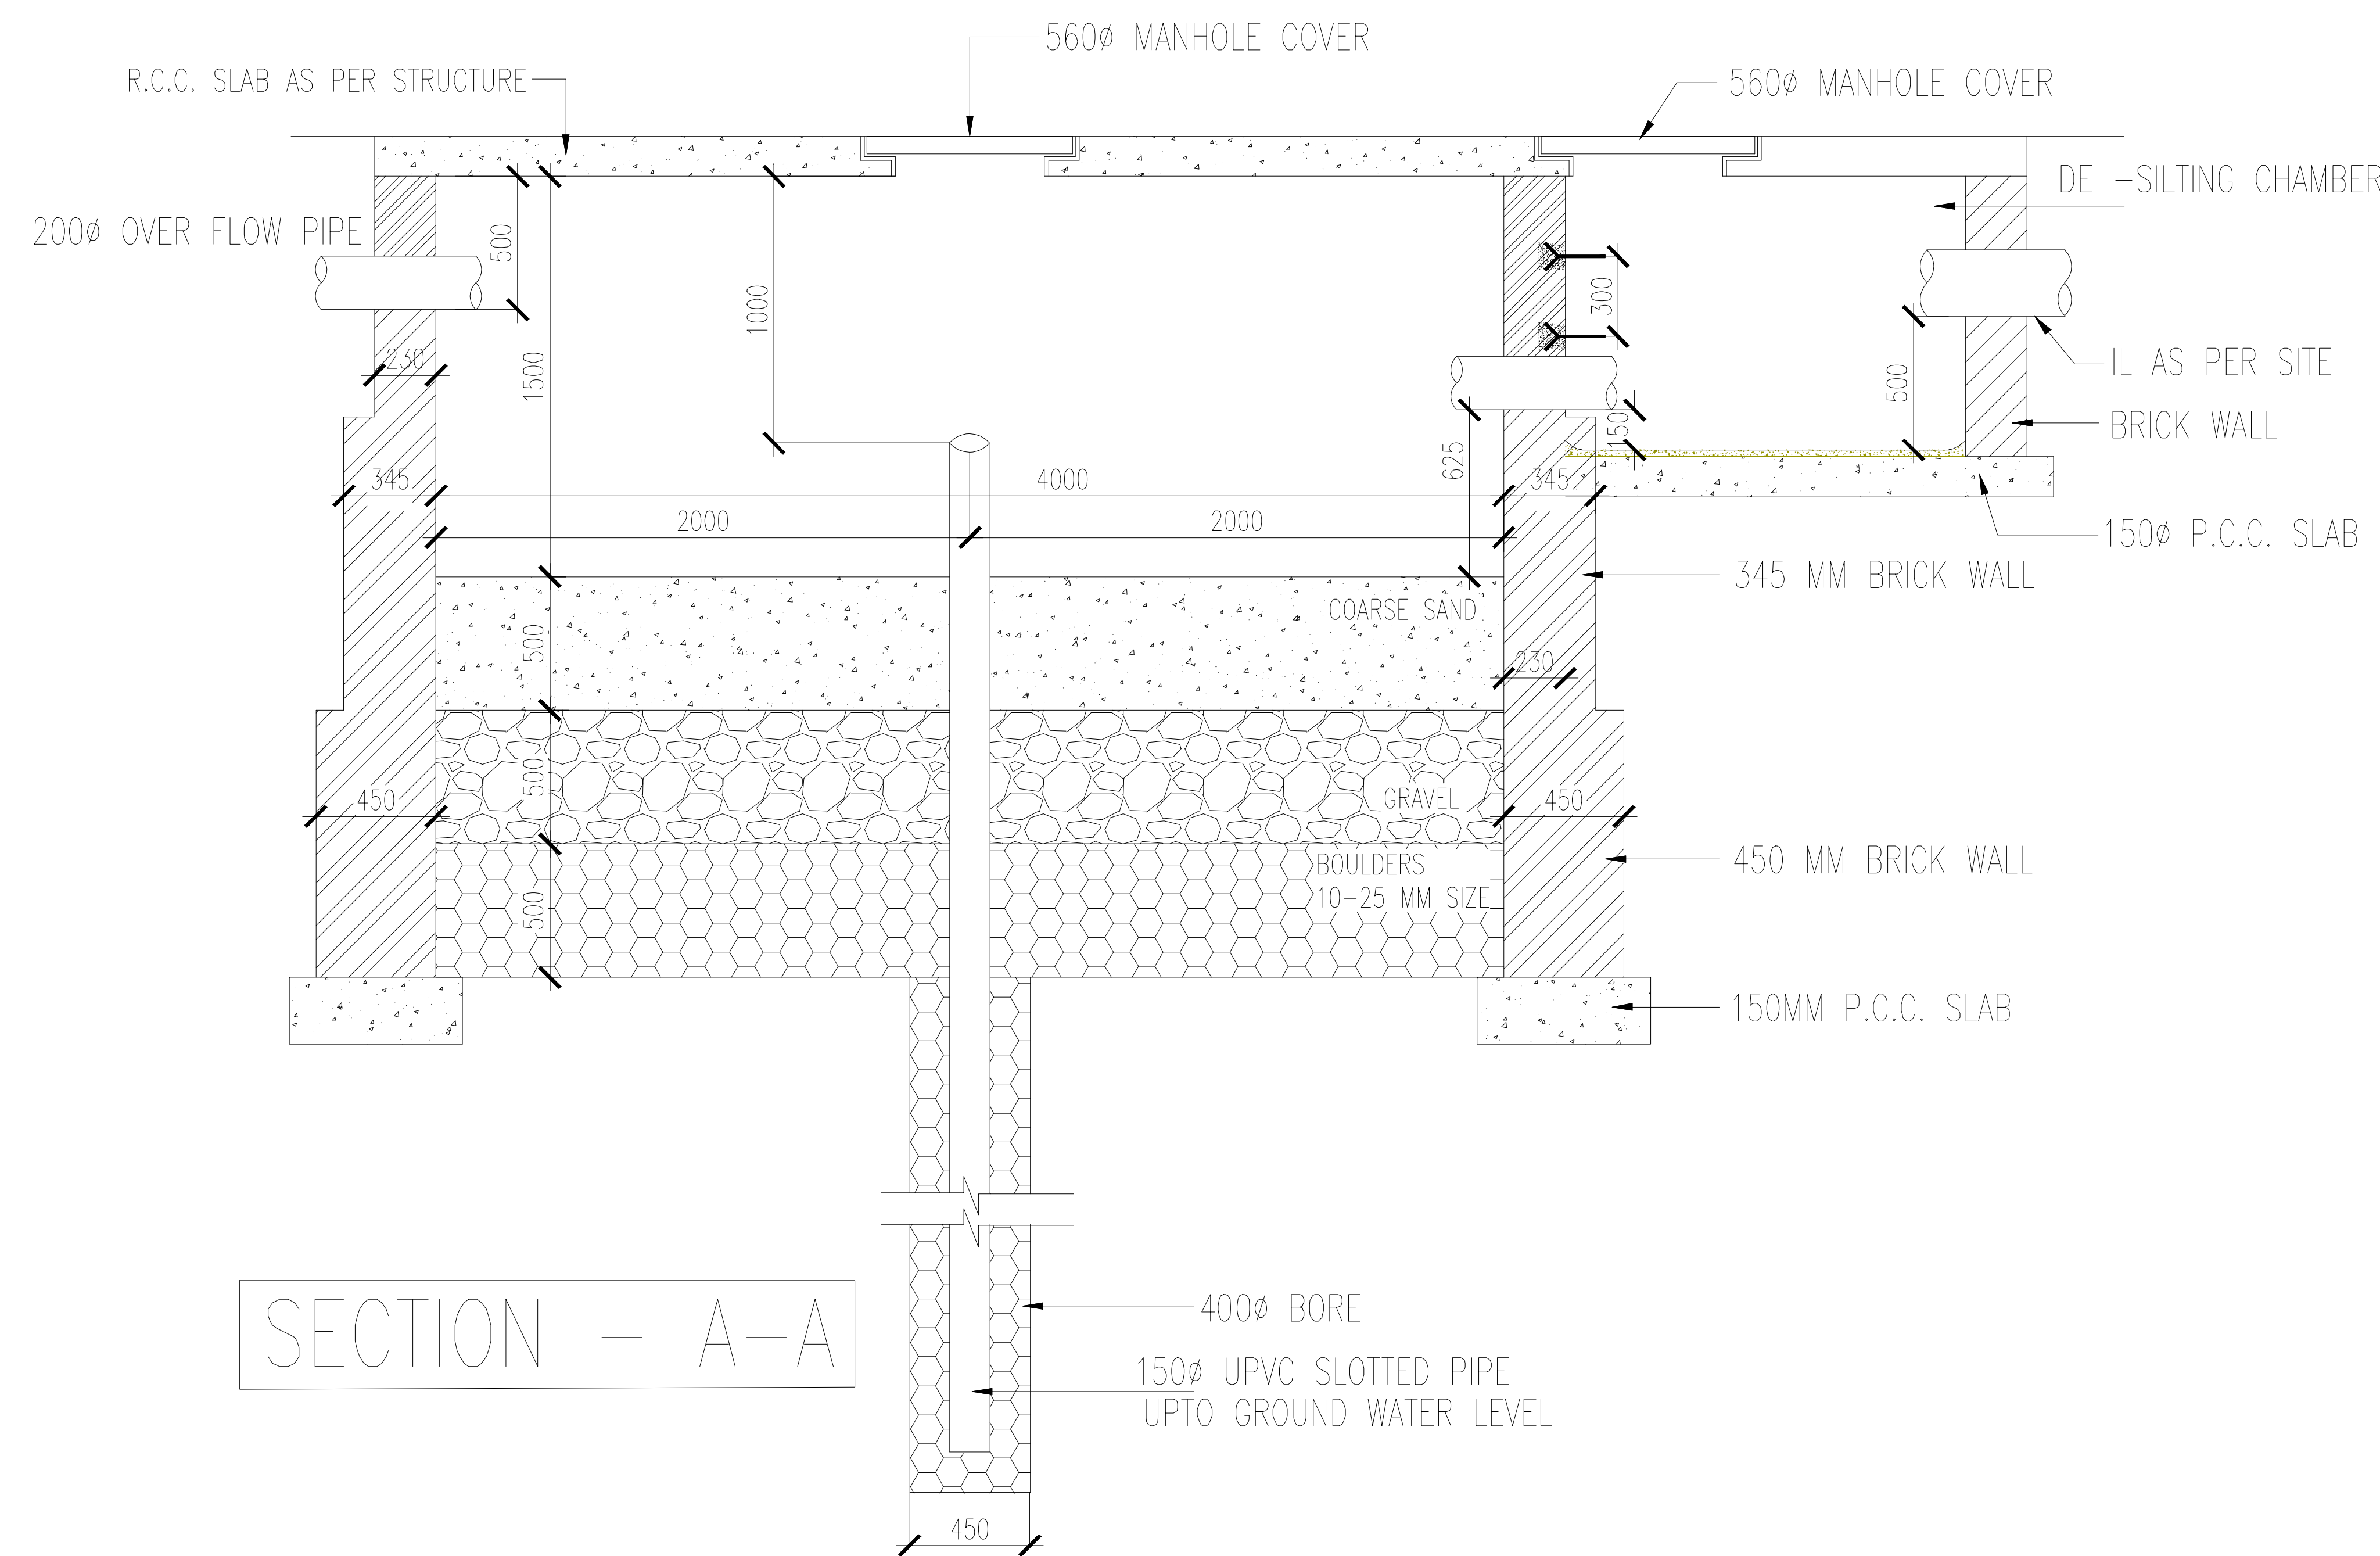 560ø MANHOLE COVER
R.C.C. SLAB AS PER STRUCTURE
560ø MANHOLE COVER
DE -SILTING CHAMBER
200ø OVER FLOW PIPE
500
1000
300
1500
230
500
IL AS PER SITE
150
BRICK WALL
625
345
4000
345
2000
2000
150ø P.C.C. SLAB
345 MM BRICK WALL
COARSE SAND
500
230
500
GRAVEL
450
450
BOULDERS
10-25 MM SIZE
450 MM BRICK WALL
500
150MM P.C.C. SLAB
SECTION - A-A
400ø BORE
150ø UPVC SLOTTED PIPE
UPTO GROUND WATER LEVEL
450